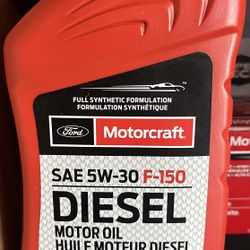 FULL SYNTHETIC FORMULATION
FORMULATION SYNTHÉTIQUE
Ford Motorcraft
SAE 5W-30 F-150
DIESEL
MOTOR OIL
HUILE MOTEUR DIESEL